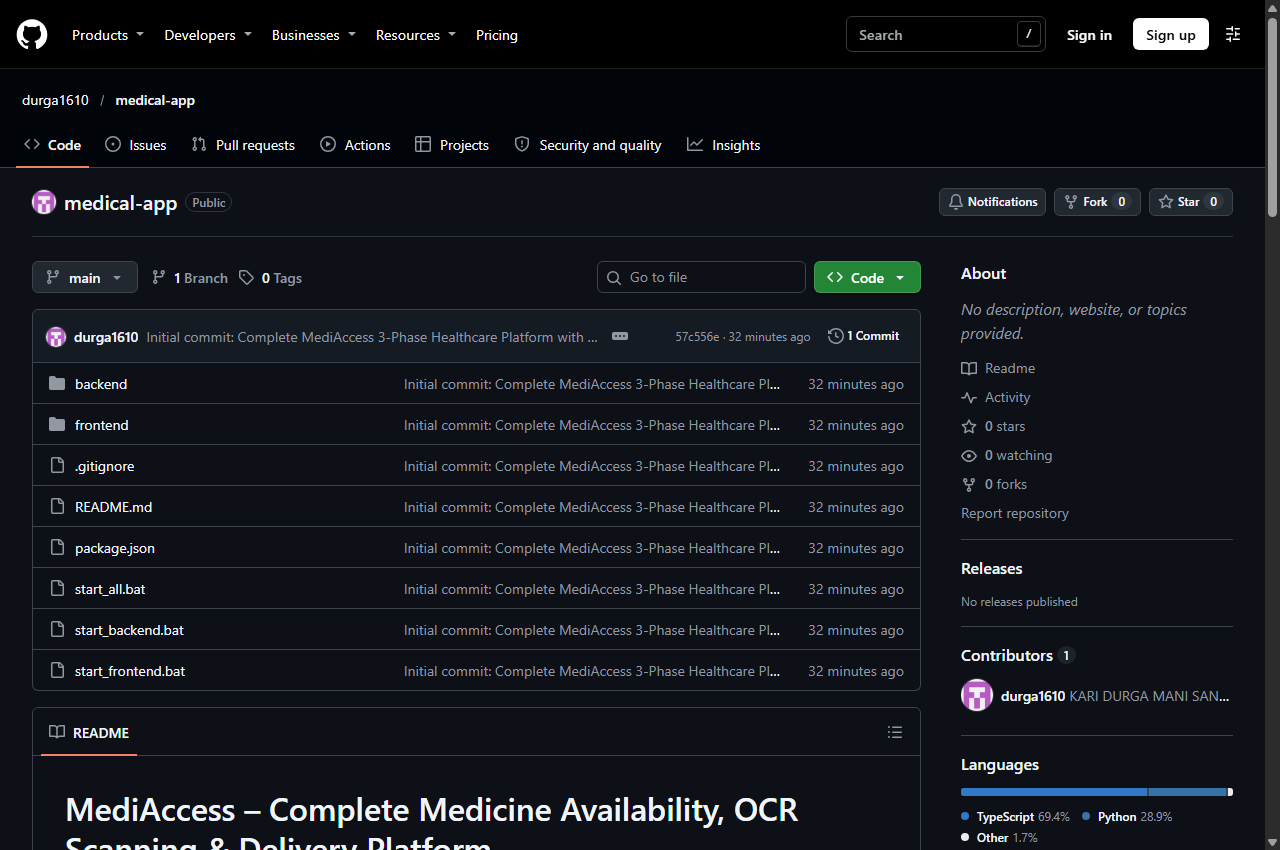 Products Developers Businesses Resources Pricing Search / Sign in Sign up
durga1610 / medical-app
Code Issues Pull requests Actions Projects Security and quality Insights
medical-app Public Notifications Fork 0 Star 0
main 1 Branch 0 Tags Go to file Code
durga1610 Initial commit: Complete MediAccess 3-Phase Healthcare Platform with ... 57c556e · 32 minutes ago 1 Commit
backend Initial commit: Complete MediAccess 3-Phase Healthcare Pl... 32 minutes ago
frontend Initial commit: Complete MediAccess 3-Phase Healthcare Pl... 32 minutes ago
.gitignore Initial commit: Complete MediAccess 3-Phase Healthcare Pl... 32 minutes ago
README.md Initial commit: Complete MediAccess 3-Phase Healthcare Pl... 32 minutes ago
package.json Initial commit: Complete MediAccess 3-Phase Healthcare Pl... 32 minutes ago
start_all.bat Initial commit: Complete MediAccess 3-Phase Healthcare Pl... 32 minutes ago
start_backend.bat Initial commit: Complete MediAccess 3-Phase Healthcare Pl... 32 minutes ago
start_frontend.bat Initial commit: Complete MediAccess 3-Phase Healthcare Pl... 32 minutes ago
README
MediAccess – Complete Medicine Availability, OCR
Scanning & Delivery Platform
About
No description, website, or topics
provided.
Readme
Activity
0 stars
0 watching
0 forks
Report repository
Releases
No releases published
Contributors 1
durga1610 KARI DURGA MANI SAN...
Languages
TypeScript 69.4% Python 28.9%
Other 1.7%